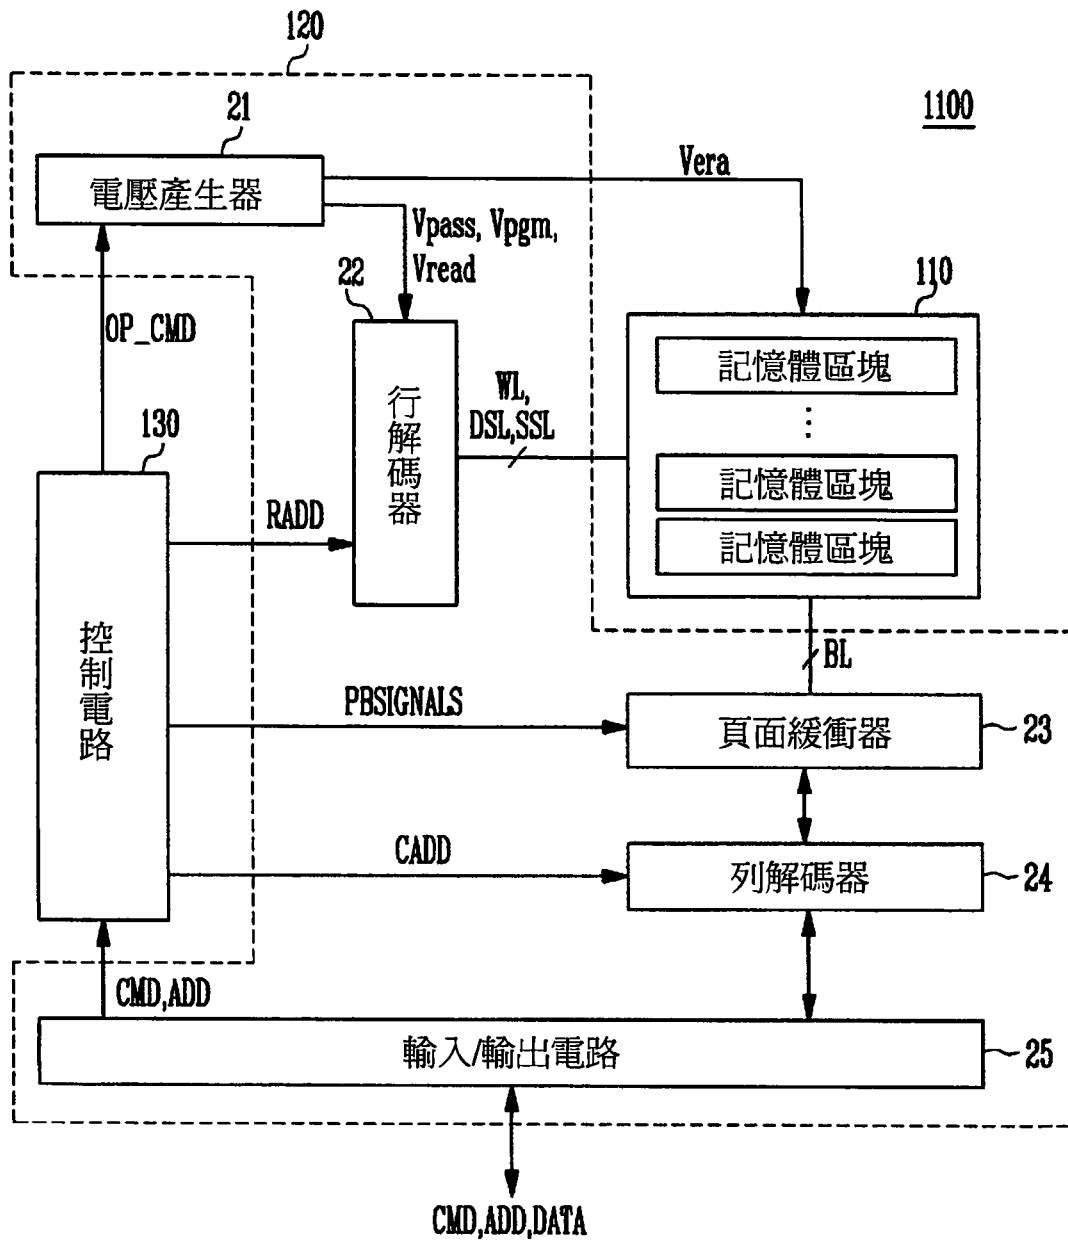 120
1100
21
電壓產生器
Vera
Vpass, Vpgm,
Vread
22
110
OP_CMD
行解碼器
記憶體區塊
⋮
記憶體區塊
記憶體區塊
WL,
DSL,SSL
130
RADD
控制電路
BL
PBSIGNALS
頁面緩衝器
23
CADD
列解碼器
24
CMD,ADD
輸入/輸出電路
25
CMD,ADD,DATA